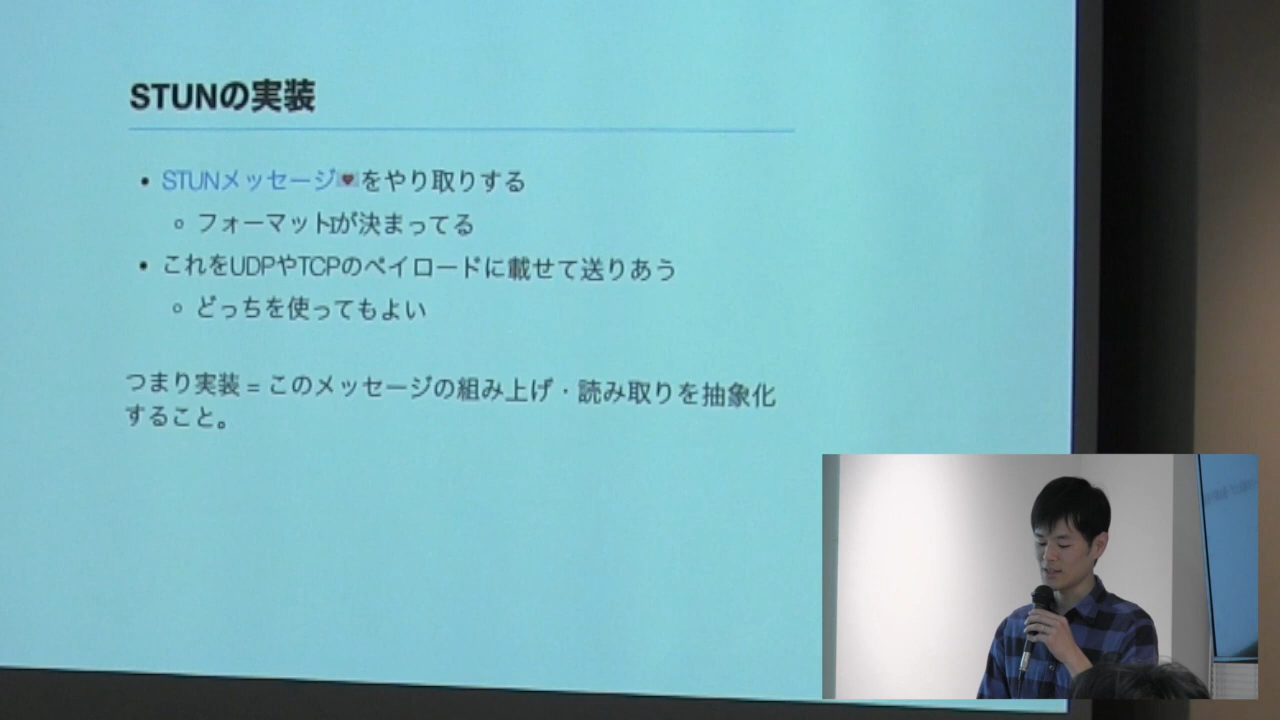 STUNの実装
• STUNメッセージ💌をやり取りする
◦ フォーマットが決まってる
• これをUDPやTCPのペイロードに載せて送りあう
◦ どっちを使ってもよい
つまり実装 = このメッセージの組み上げ・読み取りを抽象化
すること。